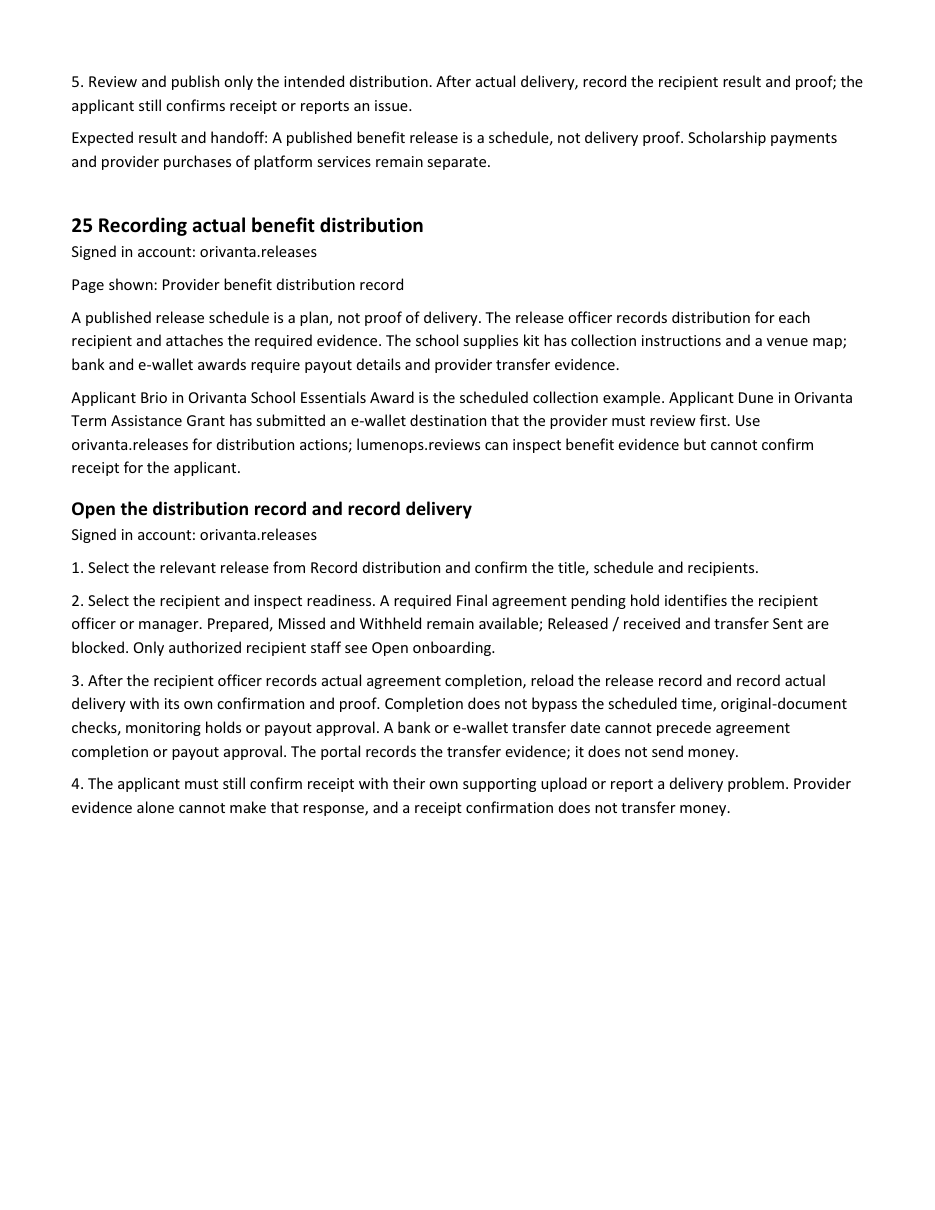 5. Review and publish only the intended distribution. After actual delivery, record the recipient result and proof; the
applicant still confirms receipt or reports an issue.
Expected result and handoff: A published benefit release is a schedule, not delivery proof. Scholarship payments
and provider purchases of platform services remain separate.
25 Recording actual benefit distribution
Signed in account: orivanta.releases
Page shown: Provider benefit distribution record
A published release schedule is a plan, not proof of delivery. The release officer records distribution for each
recipient and attaches the required evidence. The school supplies kit has collection instructions and a venue map;
bank and e-wallet awards require payout details and provider transfer evidence.
Applicant Brio in Orivanta School Essentials Award is the scheduled collection example. Applicant Dune in Orivanta
Term Assistance Grant has submitted an e-wallet destination that the provider must review first. Use
orivanta.releases for distribution actions; lumenops.reviews can inspect benefit evidence but cannot confirm
receipt for the applicant.
Open the distribution record and record delivery
Signed in account: orivanta.releases
1. Select the relevant release from Record distribution and confirm the title, schedule and recipients.
2. Select the recipient and inspect readiness. A required Final agreement pending hold identifies the recipient
officer or manager. Prepared, Missed and Withheld remain available; Released / received and transfer Sent are
blocked. Only authorized recipient staff see Open onboarding.
3. After the recipient officer records actual agreement completion, reload the release record and record actual
delivery with its own confirmation and proof. Completion does not bypass the scheduled time, original-document
checks, monitoring holds or payout approval. A bank or e-wallet transfer date cannot precede agreement
completion or payout approval. The portal records the transfer evidence; it does not send money.
4. The applicant must still confirm receipt with their own supporting upload or report a delivery problem. Provider
evidence alone cannot make that response, and a receipt confirmation does not transfer money.